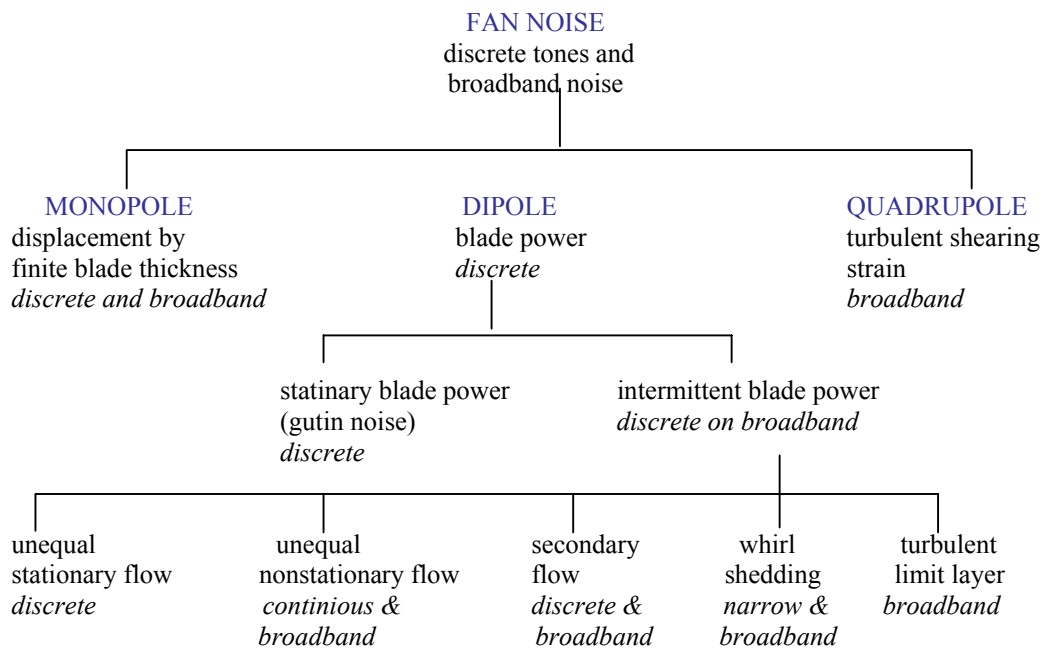 FAN NOISE
discrete tones and
broadband noise
MONOPOLE
displacement by
finite blade thickness
discrete and broadband
DIPOLE
blade power
discrete
QUADRUPOLE
turbulent shearing
strain
broadband
statinary blade power
(gutin noise)
discrete
intermittent blade power
discrete on broadband
unequal
stationary flow
discrete
unequal
nonstationary flow
continious &
broadband
secondary
flow
discrete &
broadband
whirl
shedding
narrow &
broadband
turbulent
limit layer
broadband